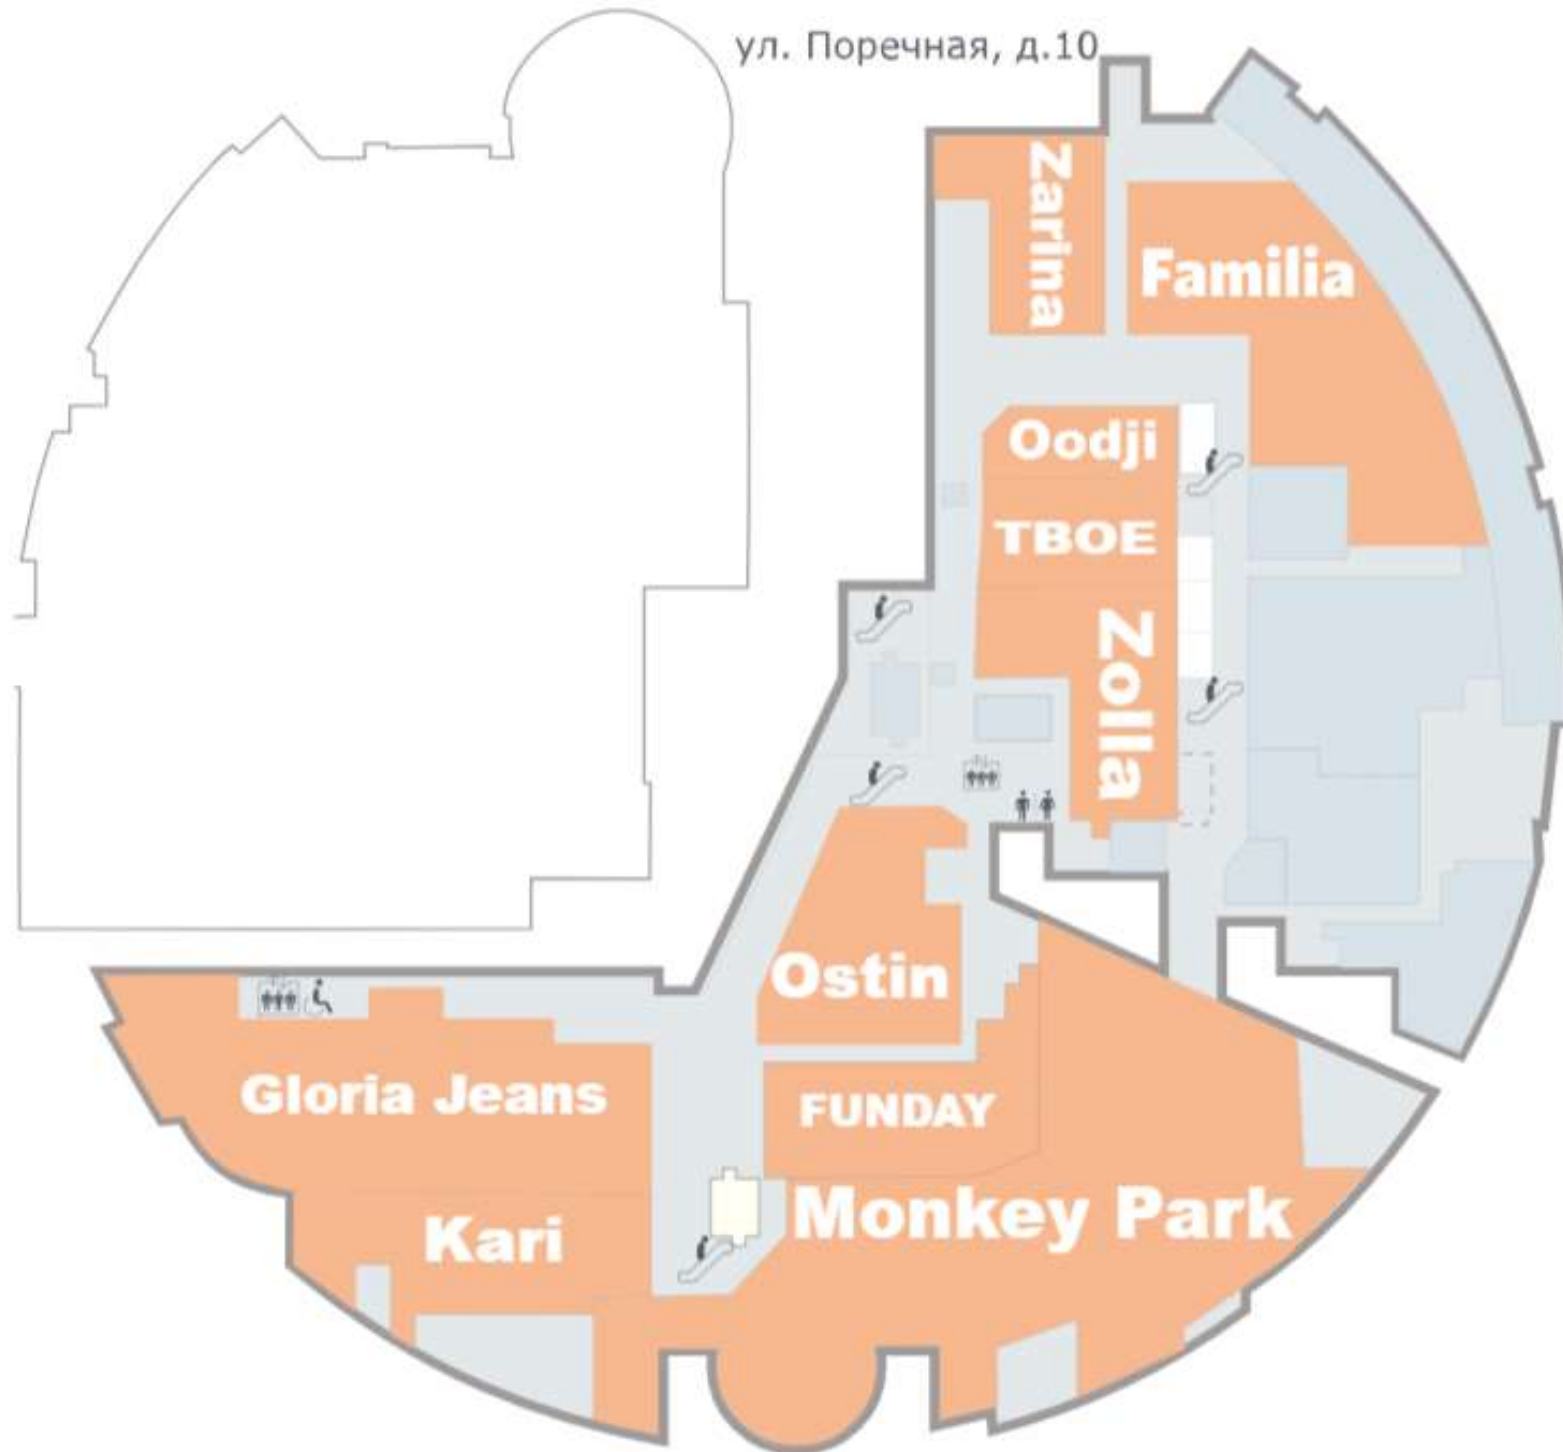 ул. Поречная, д.10
Zarina
Familia
Oodji
ТВОЕ
Zolla
Ostin
Gloria Jeans
FUNDAY
Monkey Park
Kari